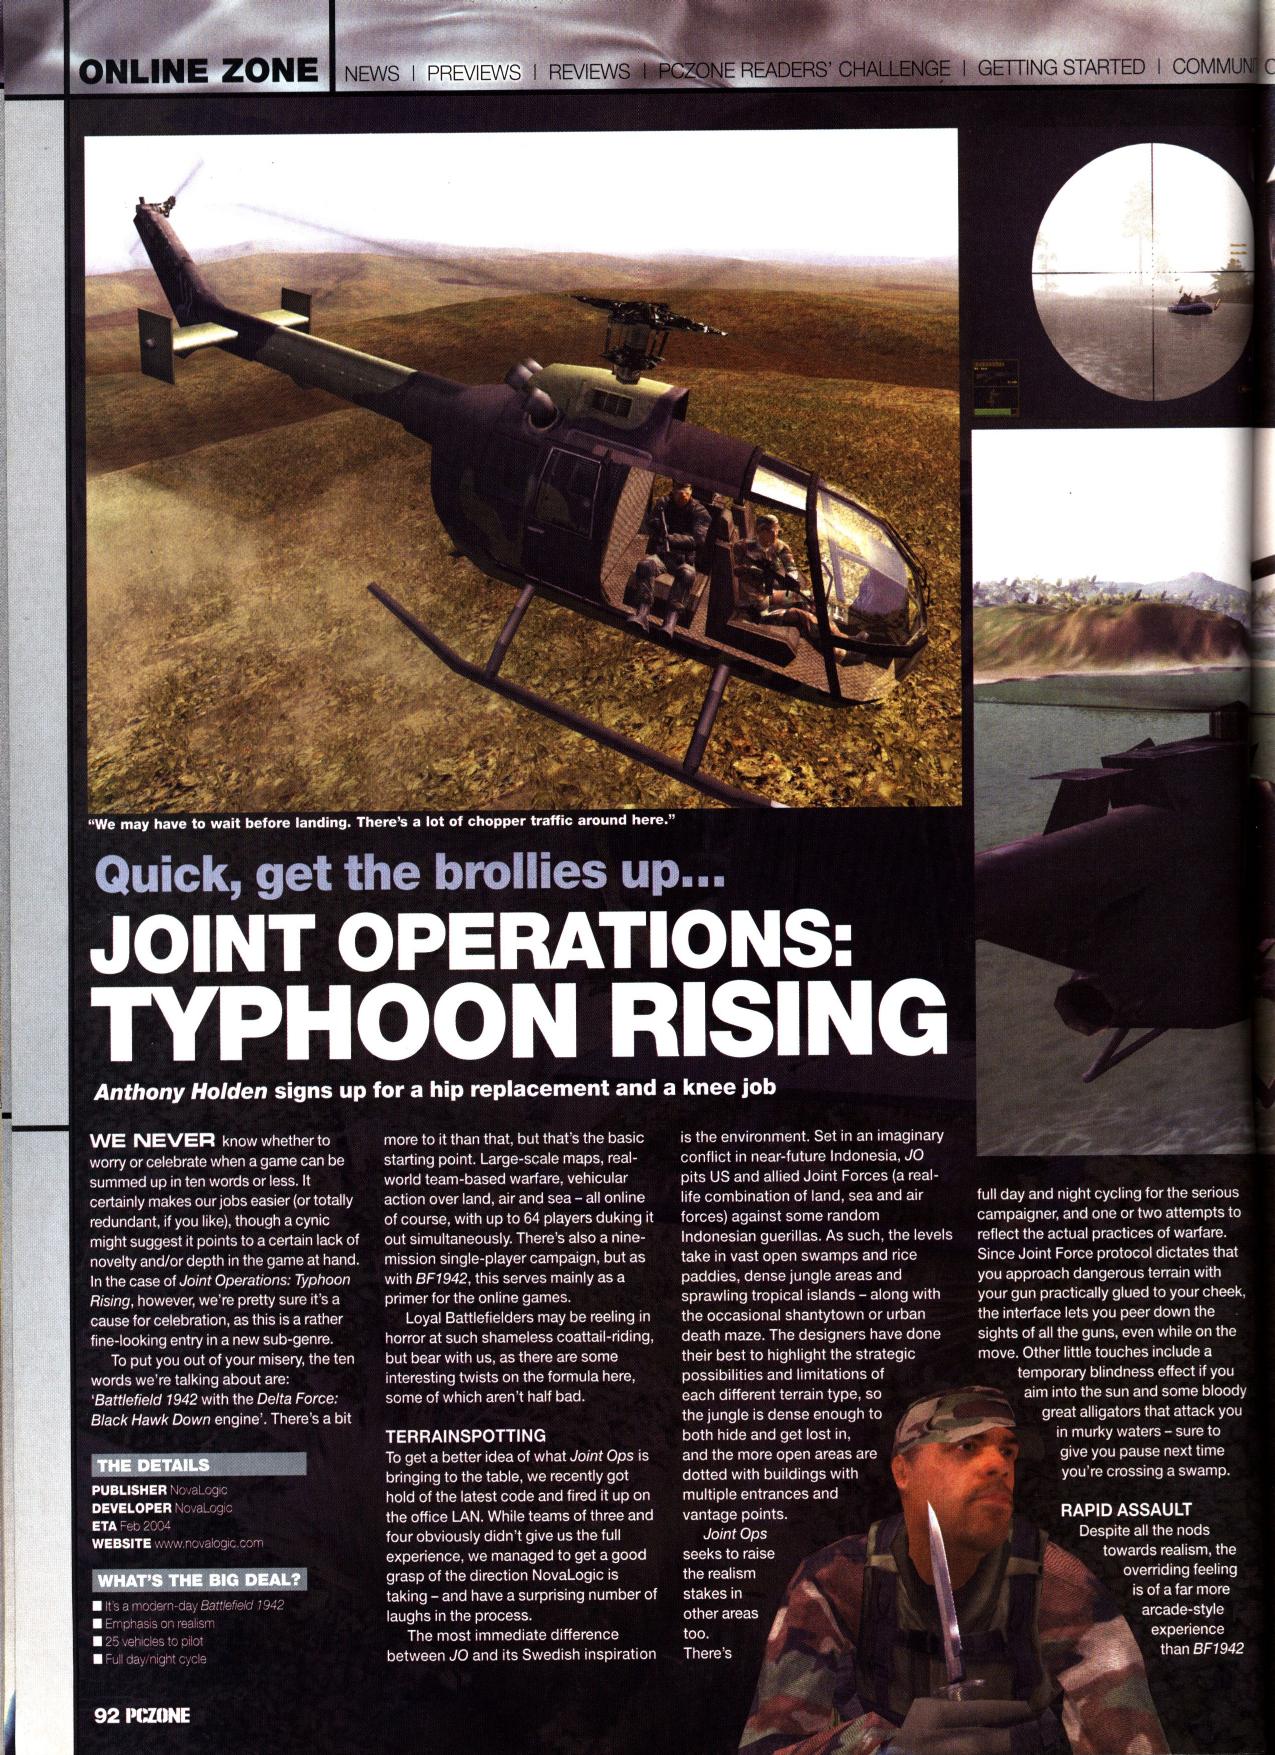 ONLINE ZONE
NEWS | PREVIEWS | REVIEWS | PCZONE READERS' CHALLENGE | GETTING STARTED |
"We may have to wait before landing. There's a lot of chopper traffic around here."
Quick, get the brollies up...
JOINT OPERATIONS:
TYPHOON RISING
Anthony Holden signs up for a hip replacement and a knee job
WE NEVER know whether to
worry or celebrate when a game can be
summed up in ten words or less. It
certainly makes our jobs easier (or totally
redundant, if you like), though a cynic
might suggest it points to a certain lack of
novelty and/or depth in the game at hand.
In the case of Joint Operations: Typhoon
Rising, however, we're pretty sure it's a
cause for celebration, as this is a rather
fine-looking entry in a new sub-genre.
To put you out of your misery, the ten
words we're talking about are:
'Battlefield 1942 with the Delta Force:
Black Hawk Down engine'. There's a bit
THE DETAILS
PUBLISHER NovaLogic
DEVELOPER NovaLogic
ETA Feb 2004
WEBSITE www.novalogic.com
WHAT'S THE BIG DEAL?
■ It's a modern-day Battlefield 1942
■ Emphasis on realism
■ 25 vehicles to pilot
■ Full day/night cycle
more to it than that, but that's the basic
starting point. Large-scale maps, real-
world team-based warfare, vehicular
action over land, air and sea – all online
of course, with up to 64 players duking it
out simultaneously. There's also a nine-
mission single-player campaign, but as
with BF1942, this serves mainly as a
primer for the online games.
Loyal Battlefielders may be reeling in
horror at such shameless coattail-riding,
but bear with us, as there are some
interesting twists on the formula here,
some of which aren't half bad.
TERRAINSPOTTING
To get a better idea of what Joint Ops is
bringing to the table, we recently got
hold of the latest code and fired it up on
the office LAN. While teams of three and
four obviously didn't give us the full
experience, we managed to get a good
grasp of the direction NovaLogic is
taking – and have a surprising number of
laughs in the process.
The most immediate difference
between JO and its Swedish inspiration
is the environment. Set in an imaginary
conflict in near-future Indonesia, JO
pits US and allied Joint Forces (a real-
life combination of land, sea and air
forces) against some random
Indonesian guerillas. As such, the levels
take in vast open swamps and rice
paddies, dense jungle areas and
sprawling tropical islands – along with
the occasional shantytown or urban
death maze. The designers have done
their best to highlight the strategic
possibilities and limitations of
each different terrain type, so
the jungle is dense enough to
both hide and get lost in,
and the more open areas are
dotted with buildings with
multiple entrances and
vantage points.
Joint Ops
seeks to raise
the realism
stakes in
other areas
too.
There's
full day and night cycling for the serious
campaigner, and one or two attempts to
reflect the actual practices of warfare.
Since Joint Force protocol dictates that
you approach dangerous terrain with
your gun practically glued to your cheek,
the interface lets you peer down the
sights of all the guns, even while on the
move. Other little touches include a
temporary blindness effect if you
aim into the sun and some bloody
great alligators that attack you
in murky waters – sure to
give you pause next time
you're crossing a swamp.
RAPID ASSAULT
Despite all the nods
towards realism, the
overriding feeling
is of a far more
arcade-style
experience
than BF1942
92 PCZONE